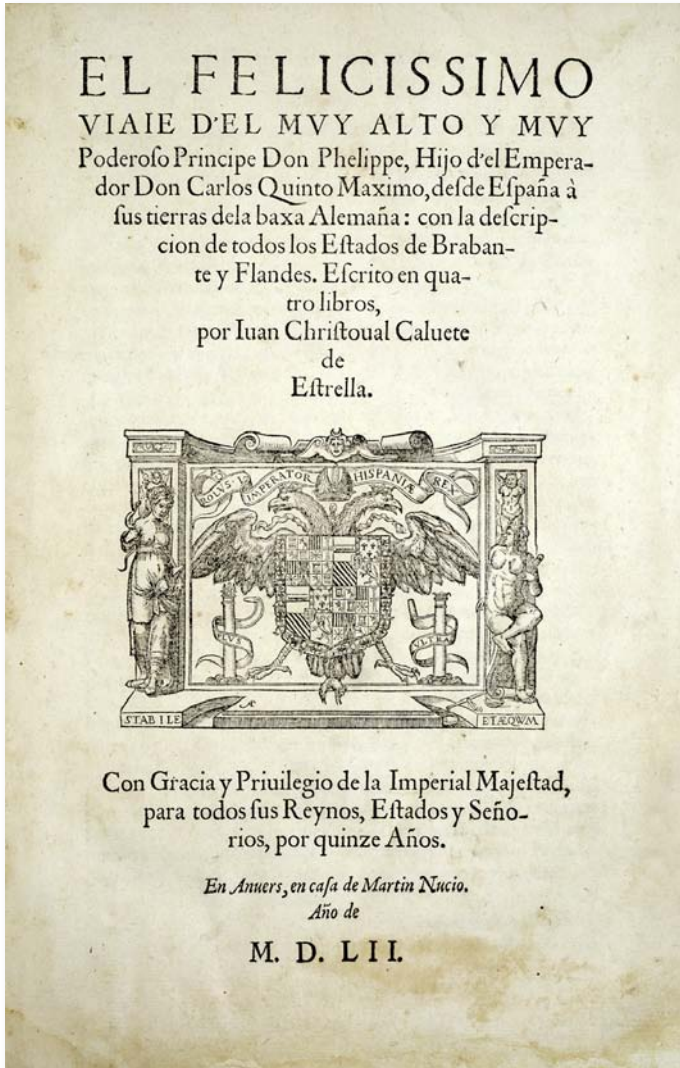 EL FELICISSIMO
VIAIE D'EL MVY ALTO Y MVY
Poderoſo Principe Don Phelippe, Hijo d'el Empera-
dor Don Carlos Quinto Maximo, deſde Eſpaña à
ſus tierras dela baxa Alemaña: con la deſcrip-
cion de todos los Eſtados de Braban-
te y Flandes. Eſcrito en qua-
tro libros,
por Iuan Chriſtoual Caluete
de
Eſtrella.
IMPERATOR HISPANIÆ REX
VLTRA
STABILE ETÆQWM
Con Gracia y Priuilegio de la Imperial Majeſtad,
para todos ſus Reynos, Eſtados y Seño-
rios, por quinze Años.
En Anuers, en caſa de Martin Nucio.
Año de
M. D. LII.